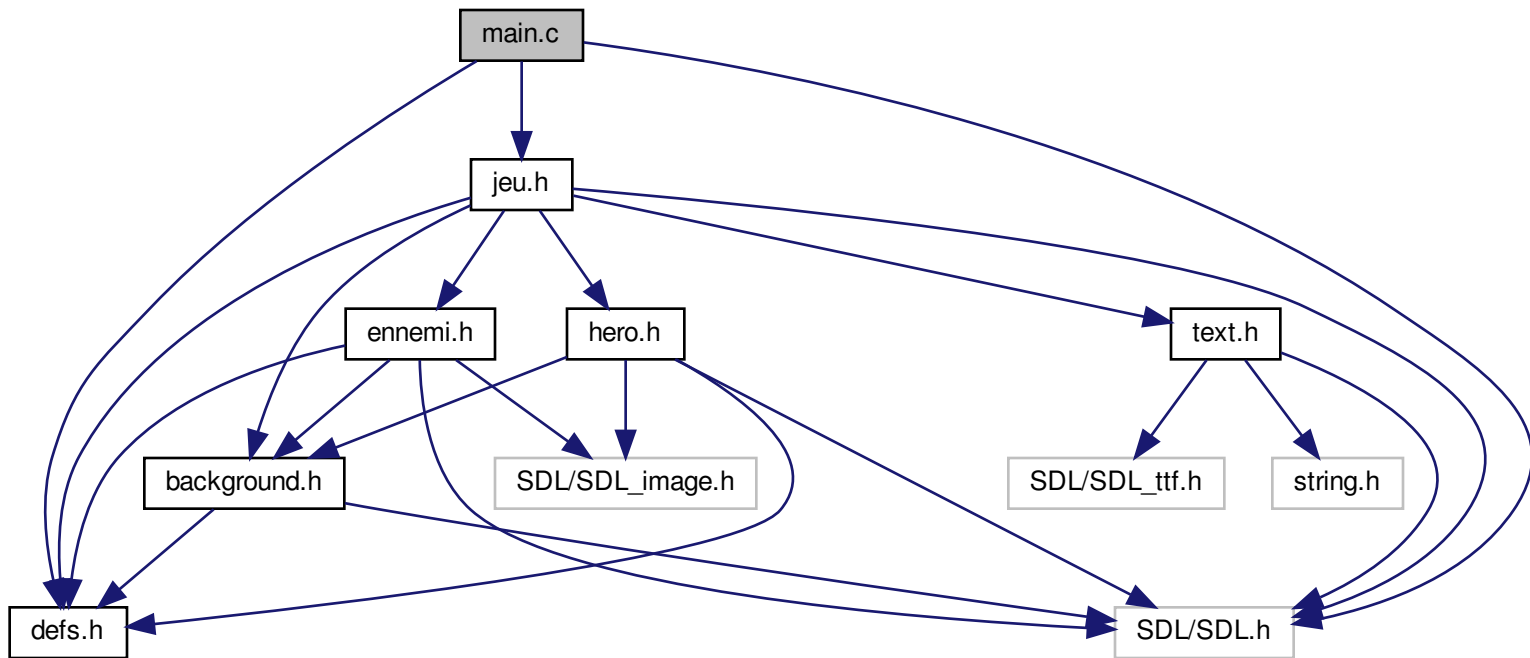 main.c
jeu.h
ennemi.h
hero.h
text.h
background.h
SDL/SDL_image.h
SDL/SDL_ttf.h
string.h
defs.h
SDL/SDL.h